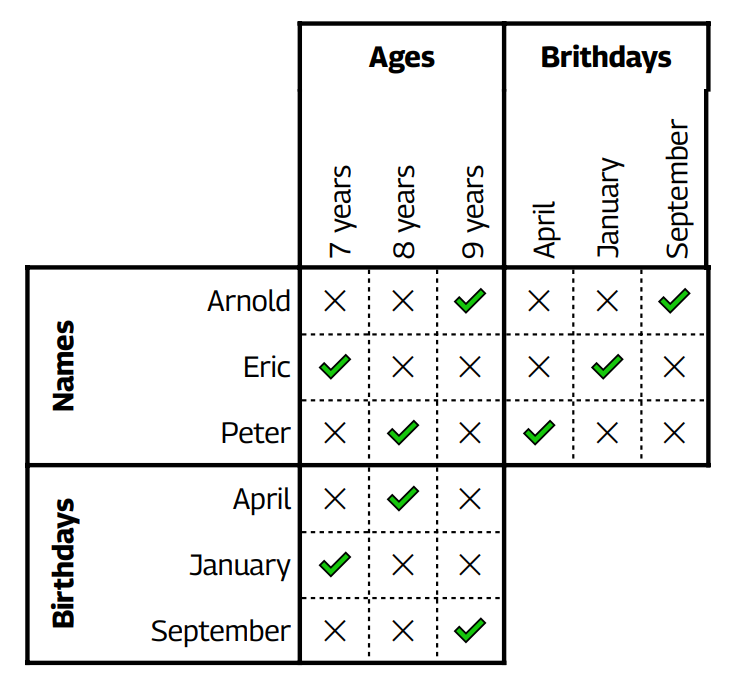 Ages Brithdays
7 years 8 years 9 years April January September
Names
Arnold
Eric
Peter
Birthdays
April
January
September